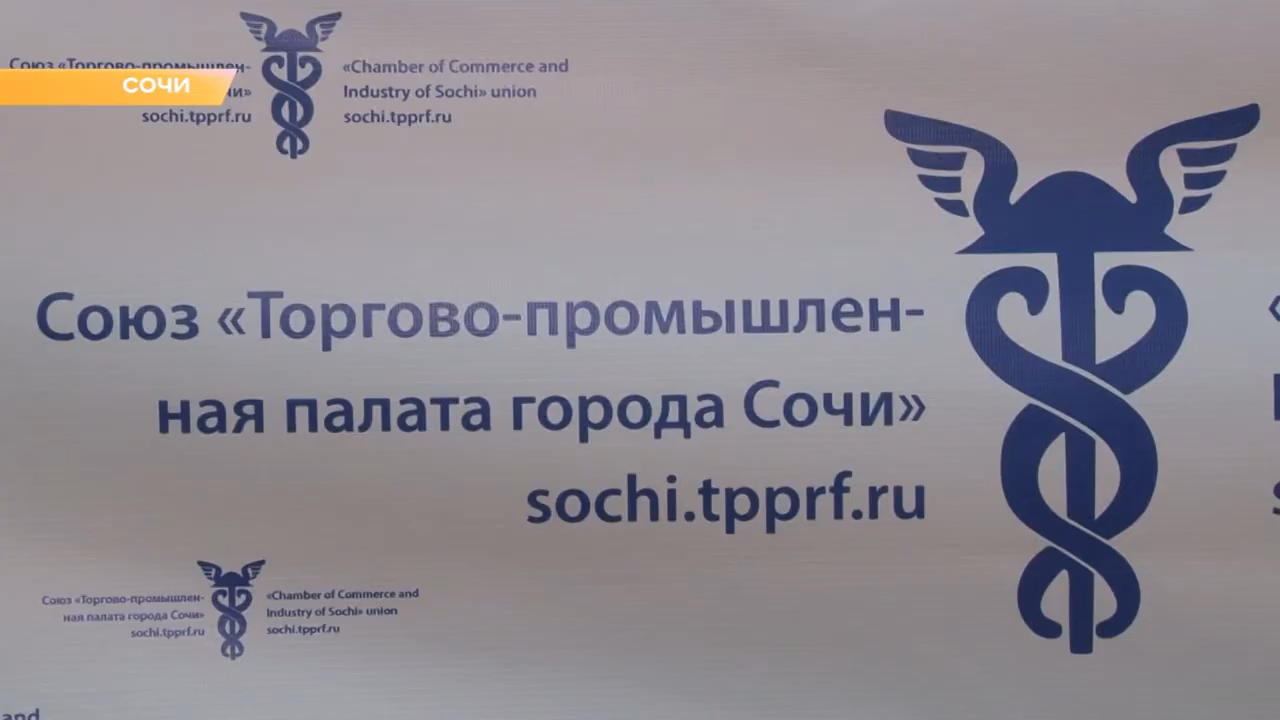 Союз «Торгово-промышлен-
СОЧИ
sochi.tpprf.ru
«Chamber of Commerce and
Industry of Sochi» union
sochi.tpprf.ru
Союз «Торгово-промышлен-
ная палата города Сочи»
sochi.tpprf.ru
Союз «Торгово-промышлен-
ная палата города Сочи»
sochi.tpprf.ru
«Chamber of Commerce and
Industry of Sochi» union
sochi.tpprf.ru
and